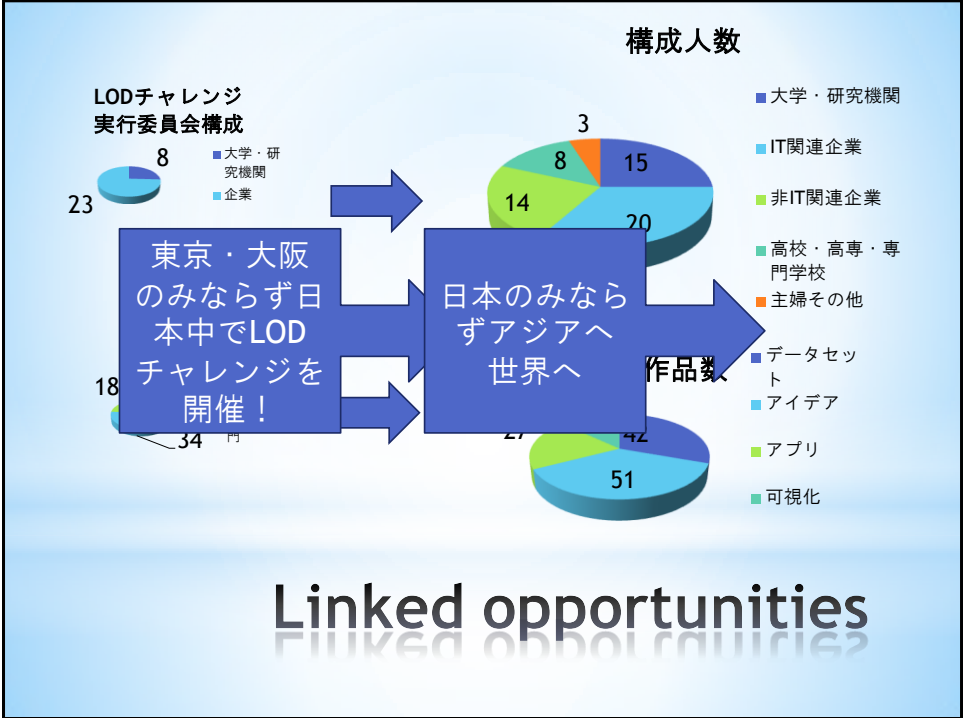 構成人数
LODチャレンジ
実行委員会構成
8
23
■大学・研
究機関
■企業
3
8
15
14
20
■大学・研究機関
■IT関連企業
■非IT関連企業
■高校・高専・専
門学校
■主婦その他
東京・大阪
のみならず日
本中でLOD
チャレンジを
開催！
日本のみなら
ずアジアへ
世界へ
18
34
門
作品数
42
51
■データセッ
ト
■アイデア
■アプリ
■可視化
Linked opportunities